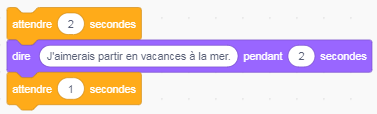 attendre 2 secondes
dire J'aimerais partir en vacances à la mer. pendant 2 secondes
attendre 1 secondes